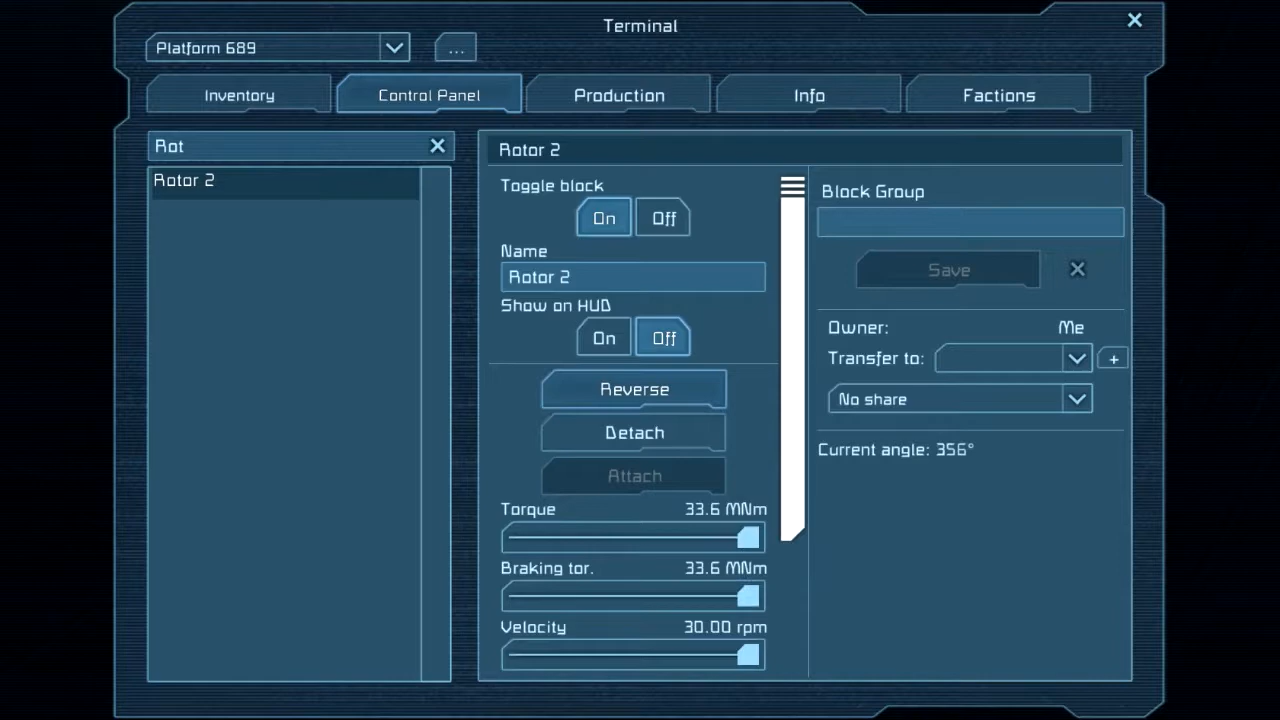 Terminal
Platform 689
...
Inventory
Control Panel
Production
Info
Factions
Rot
Rotor 2
Rotor 2
Toggle block
On
Off
Name
Rotor 2
Show on HUD
On
Off
Reverse
Detach
Attach
Torque 33.6 MNm
Braking tor. 33.6 MNm
Velocity 30.00 rpm
Block Group
Save
Owner: Me
Transfer to:
+
No share
Current angle: 356°